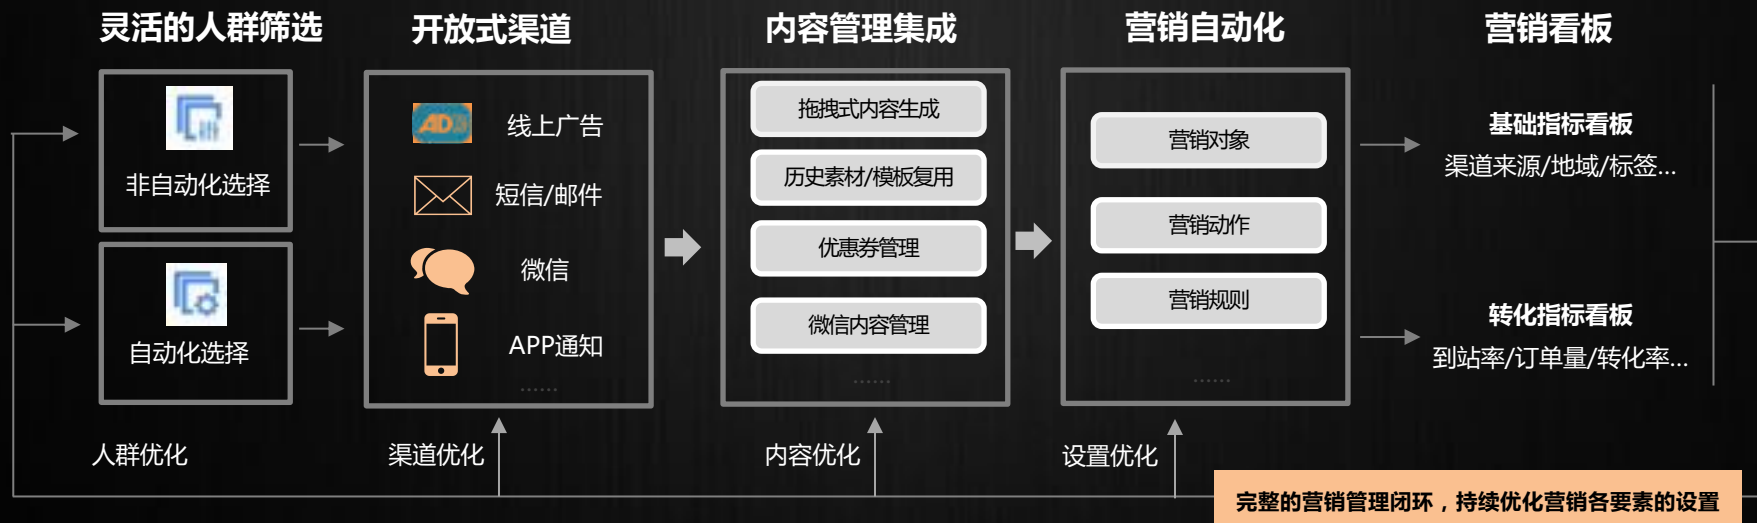 灵活的人群筛选
非自动化选择
自动化选择
人群优化
开放式渠道
AD
线上广告
短信/邮件
微信
APP通知
......
渠道优化
内容管理集成
拖拽式内容生成
历史素材/模板复用
优惠券管理
微信内容管理
......
内容优化
营销自动化
营销对象
营销动作
营销规则
......
设置优化
营销看板
基础指标看板
渠道来源/地域/标签...
转化指标看板
到站率/订单量/转化率...
完整的营销管理闭环，持续优化营销各要素的设置